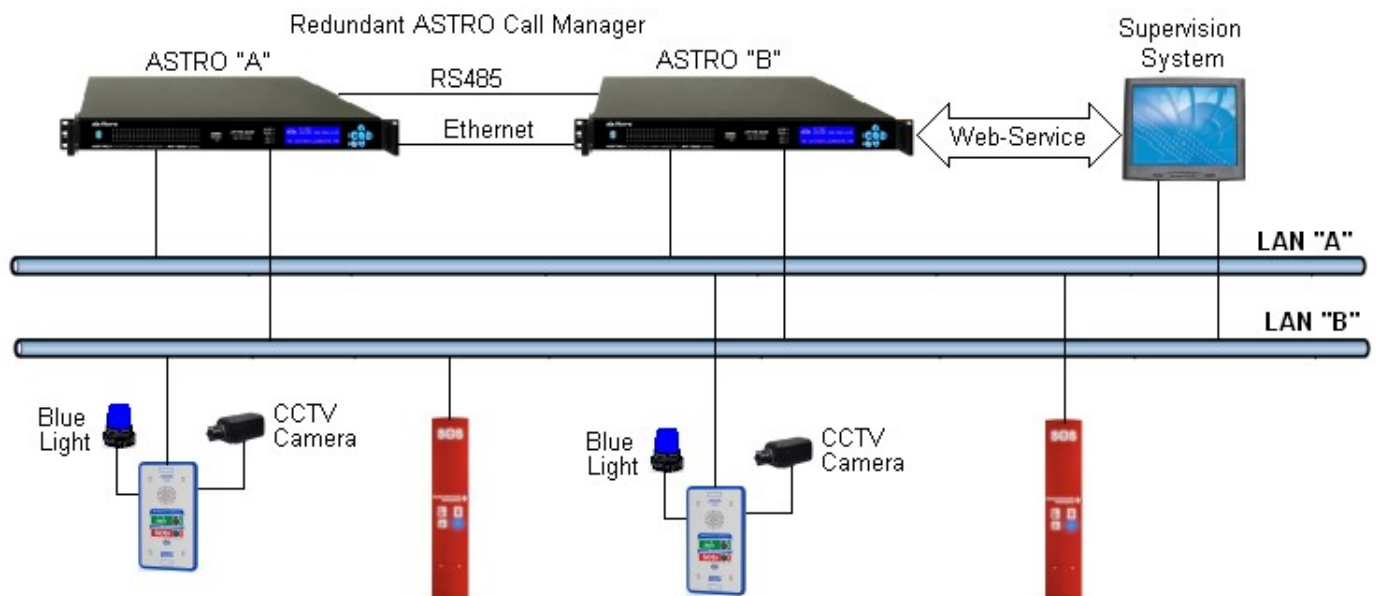 Redundant ASTRO Call Manager
ASTRO "A"
RS485
Ethernet
ASTRO "B"
Web-Service
Supervision
System
LAN "A"
LAN "B"
Blue
Light
CCTV
Camera
SOS
Blue
Light
CCTV
Camera
SOS